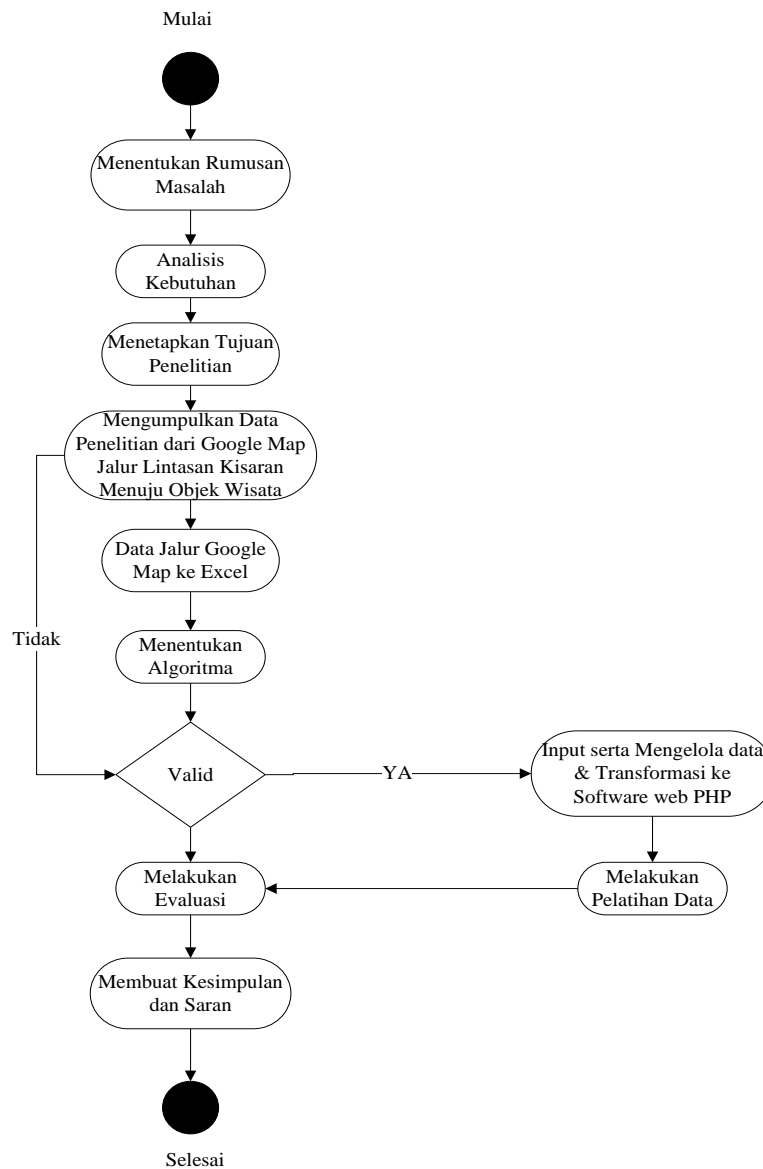 Mulai
Menentukan Rumusan
Masalah
Analisis
Kebutuhan
Menetapkan Tujuan
Penelitian
Mengumpulkan Data
Penelitian dari Google Map
Jalur Lintasan Kisaran
Menuju Objek Wisata
Data Jalur Google
Map ke Excel
Tidak
Menentukan
Algoritma
Valid
YA
Input serta Mengelola data
& Transformasi ke
Software web PHP
Melakukan
Evaluasi
Melakukan
Pelatihan Data
Membuat Kesimpulan
dan Saran
Selesai